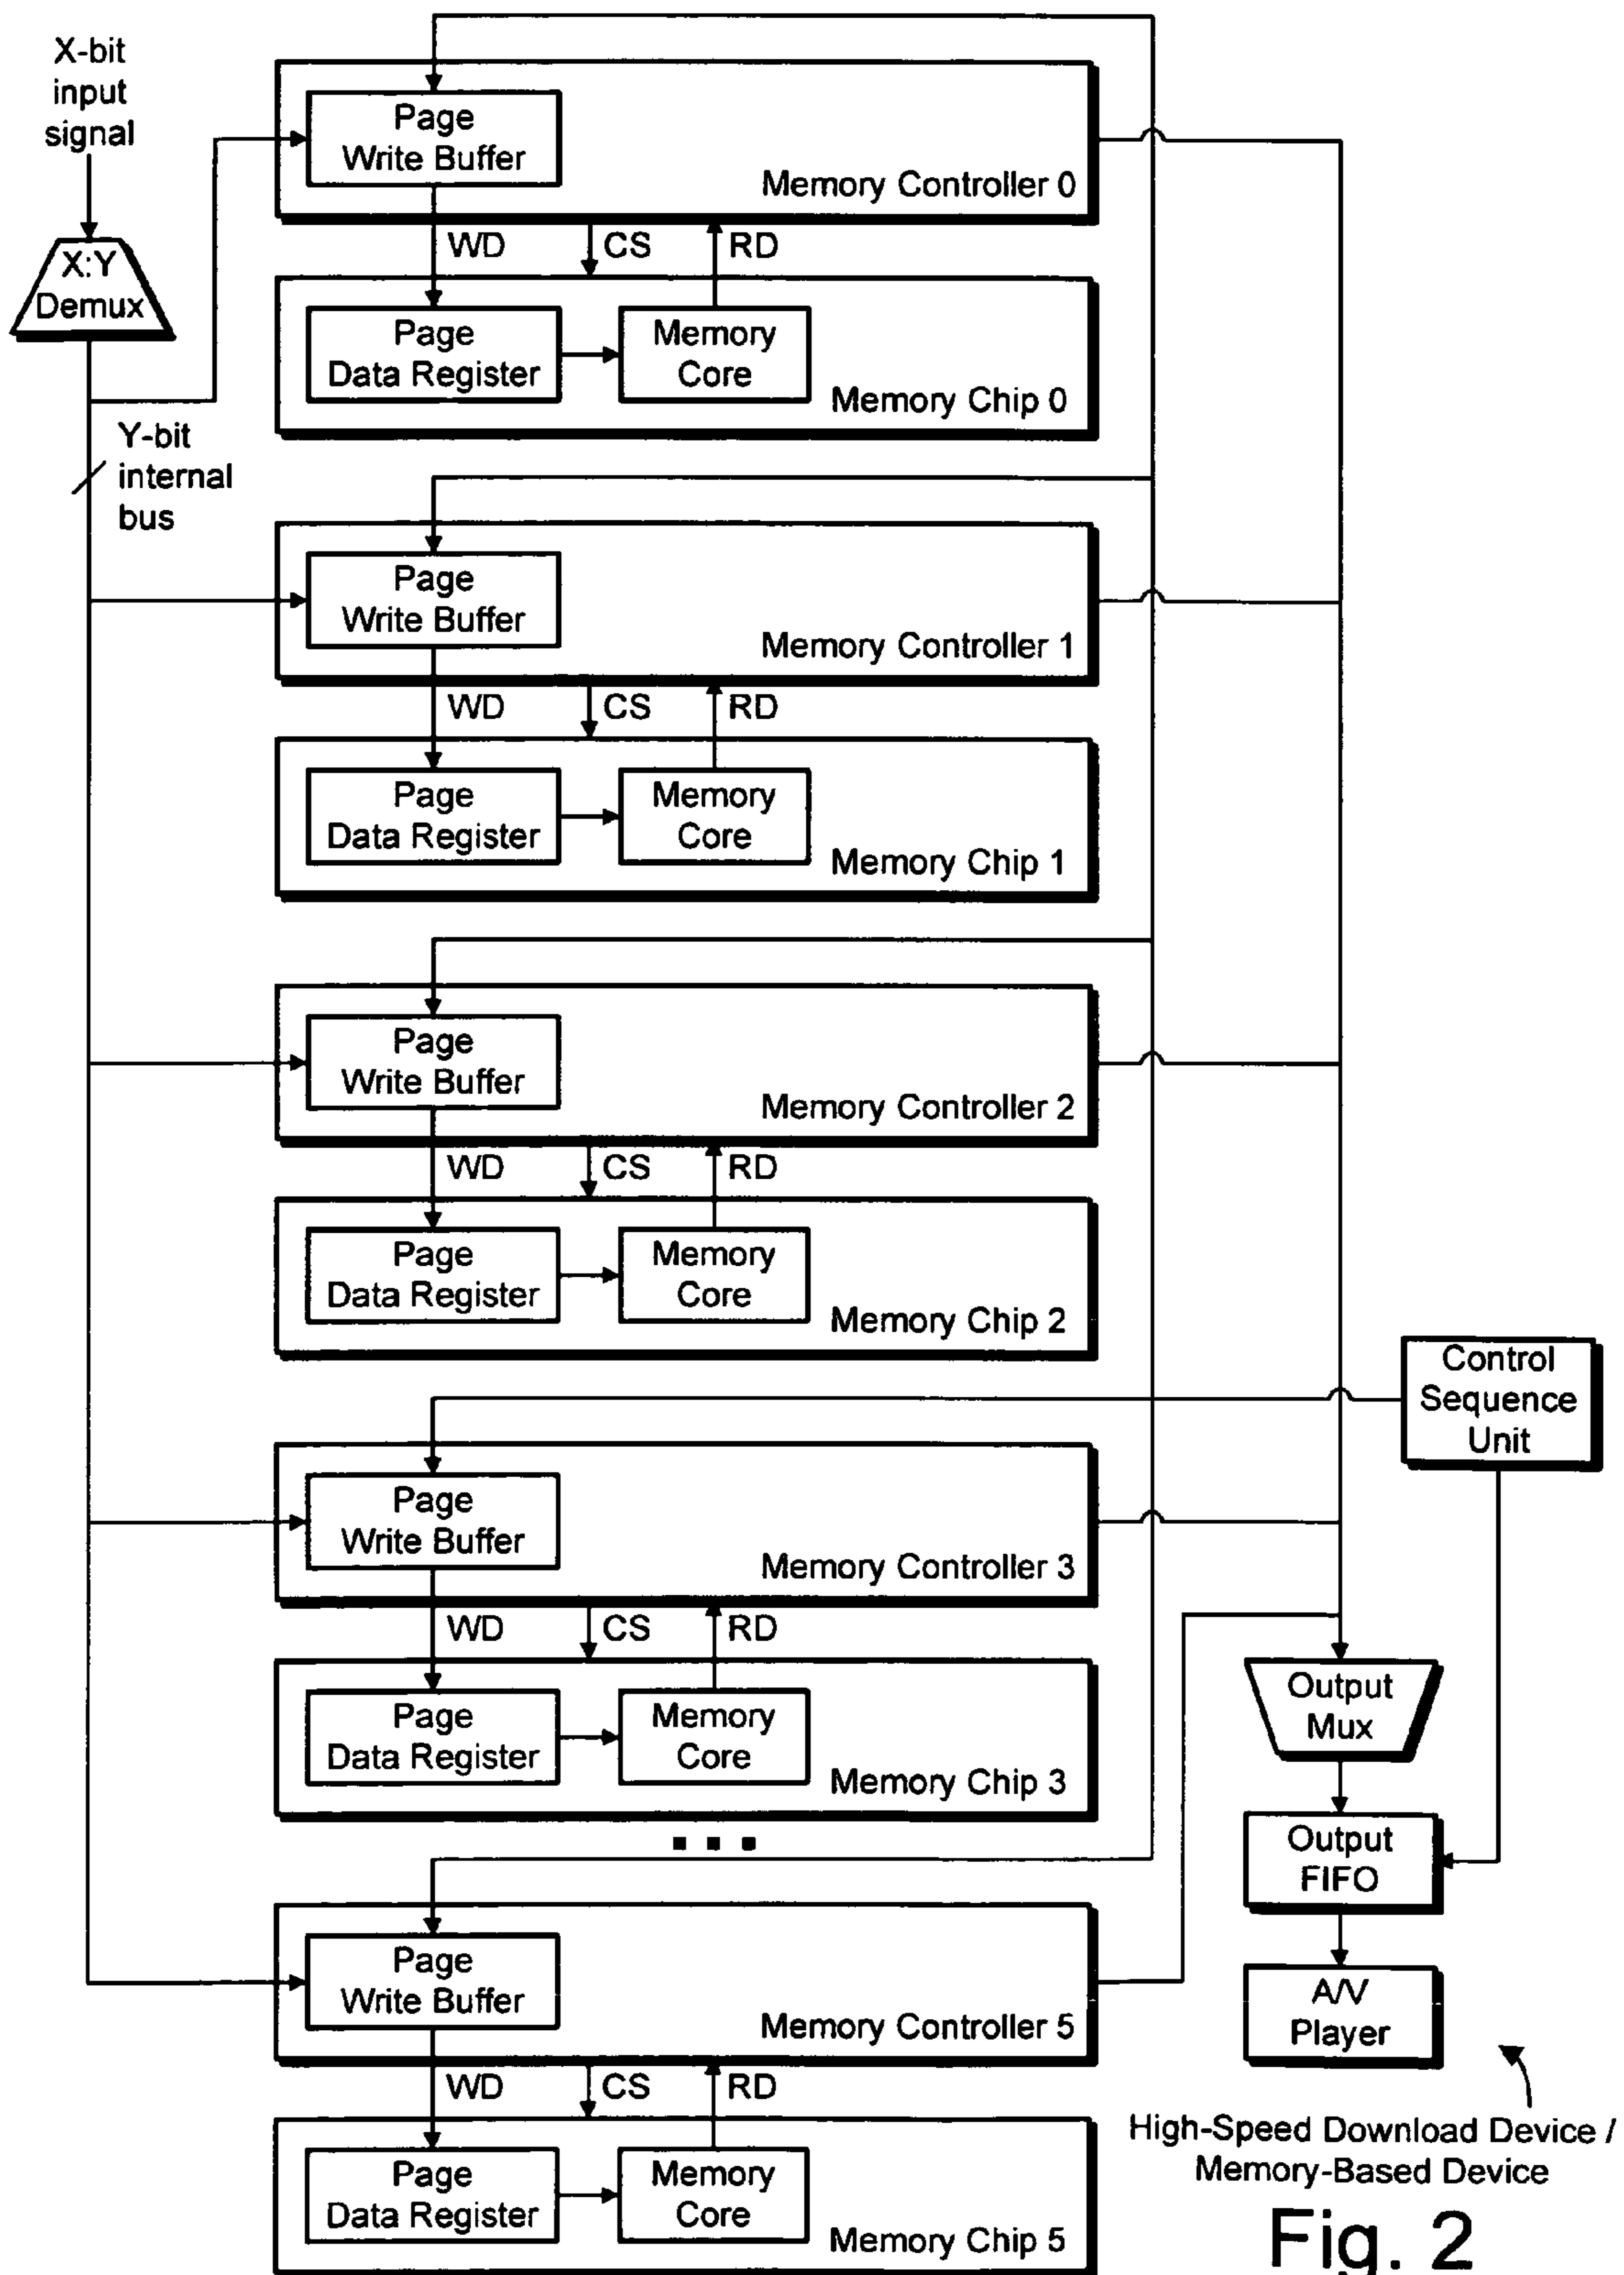 X-bit
input
signal
X:Y
Demux
Y-bit
internal
bus
Page
Write Buffer
Memory Controller 0
WD
CS
RD
Page
Data Register
Memory
Core
Memory Chip 0
Page
Write Buffer
Memory Controller 1
WD
CS
RD
Page
Data Register
Memory
Core
Memory Chip 1
Page
Write Buffer
Memory Controller 2
WD
CS
RD
Page
Data Register
Memory
Core
Memory Chip 2
Page
Write Buffer
Memory Controller 3
WD
CS
RD
Page
Data Register
Memory
Core
Memory Chip 3
...
Page
Write Buffer
Memory Controller 5
WD
CS
RD
Page
Data Register
Memory
Core
Memory Chip 5
Control
Sequence
Unit
Output
Mux
Output
FIFO
A/V
Player
High-Speed Download Device /
Memory-Based Device
Fig. 2